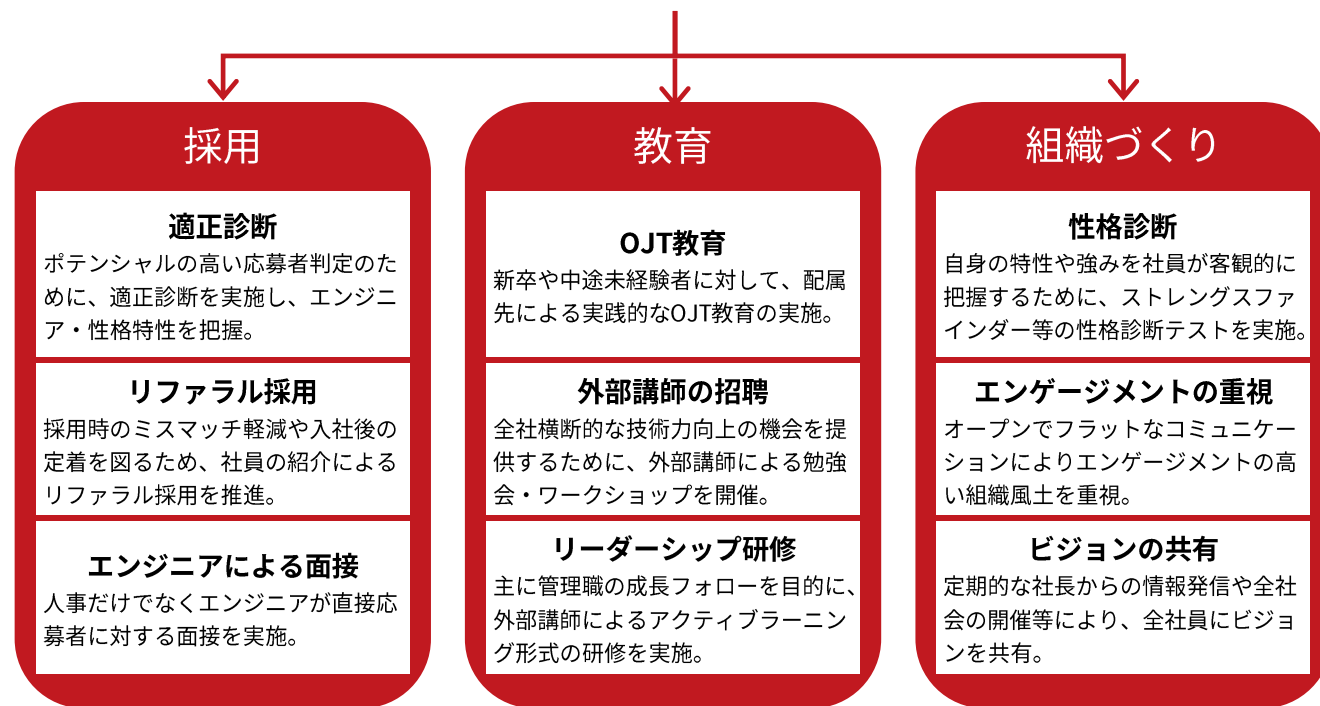 採用
適正診断
ポテンシャルの高い応募者判定のた
めに、適正診断を実施し、エンジニ
ア・性格特性を把握。
リファラル採用
採用時のミスマッチ軽減や入社後の
定着を図るため、社員の紹介による
リファラル採用を推進。
エンジニアによる面接
人事だけでなくエンジニアが直接応
募者に対する面接を実施。
教育
OJT教育
新卒や中途未経験者に対して、配属
先による実践的なOJT教育の実施。
外部講師の招聘
全社横断的な技術力向上の機会を提
供するために、外部講師による勉強
会・ワークショップを開催。
リーダーシップ研修
主に管理職の成長フォローを目的に、
外部講師によるアクティブラーニン
グ形式の研修を実施。
組織づくり
性格診断
自身の特性や強みを社員が客観的に
把握するために、ストレングスファ
インダー等の性格診断テストを実施。
エンゲージメントの重視
オープンでフラットなコミュニケー
ションによりエンゲージメントの高
い組織風土を重視。
ビジョンの共有
定期的な社長からの情報発信や全社
会の開催等により、全社員にビジョ
ンを共有。